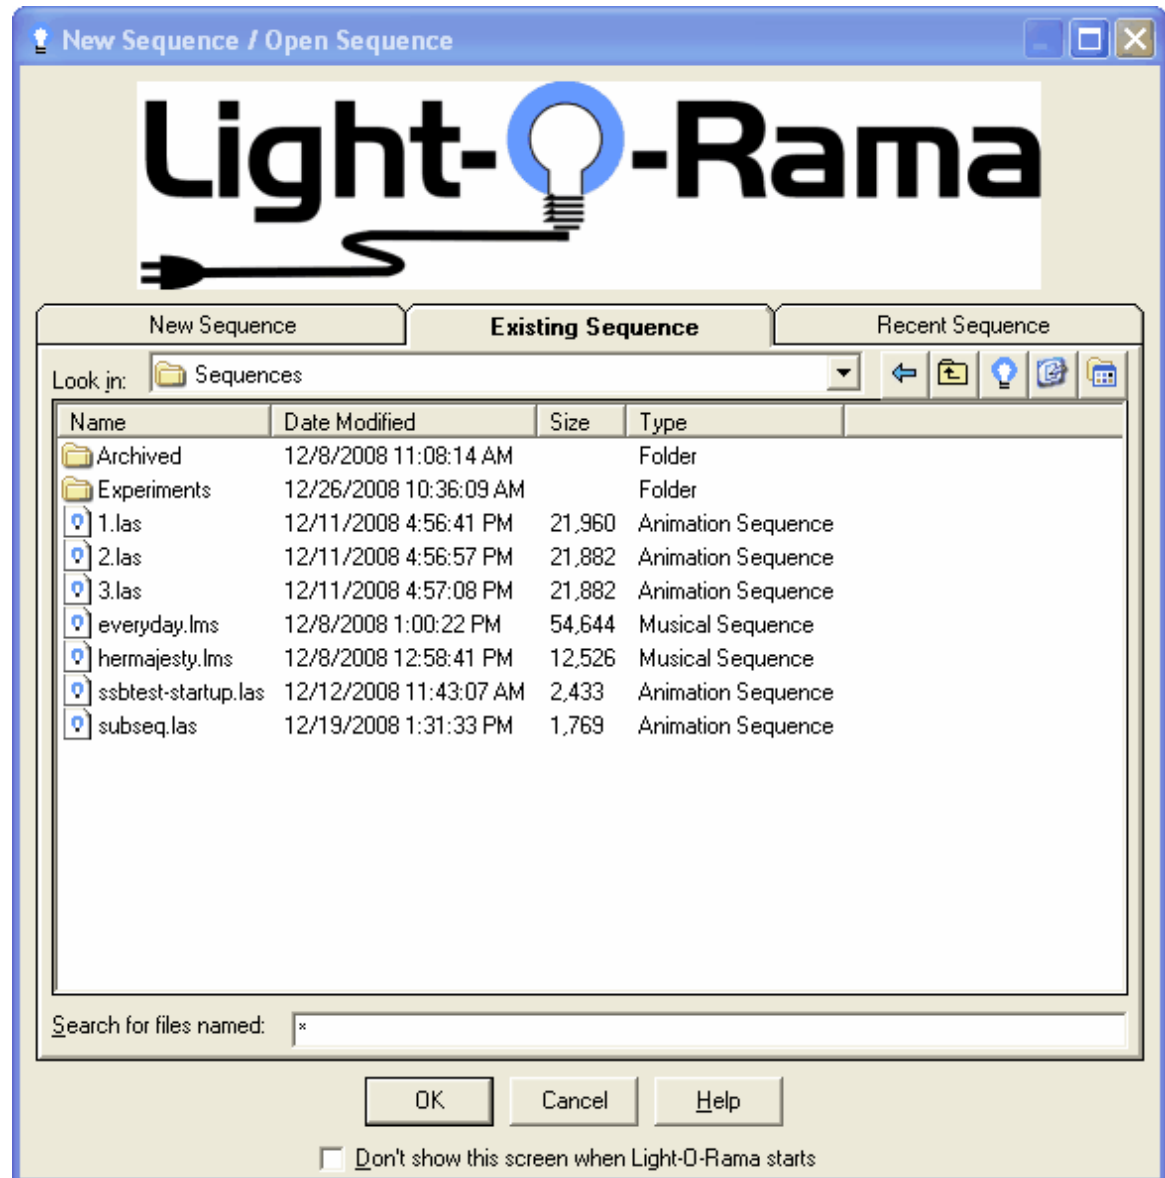 New Sequence / Open Sequence
Light-O-Rama
New Sequence Existing Sequence Recent Sequence
Look in: Sequences
Name Date Modified Size Type
Archived 12/8/2008 11:08:14 AM Folder
Experiments 12/26/2008 10:36:09 AM Folder
1.las 12/11/2008 4:56:41 PM 21,960 Animation Sequence
2.las 12/11/2008 4:56:57 PM 21,882 Animation Sequence
3.las 12/11/2008 4:57:08 PM 21,882 Animation Sequence
everyday.lms 12/8/2008 1:00:22 PM 54,644 Musical Sequence
hermajesty.lms 12/8/2008 12:58:41 PM 12,526 Musical Sequence
ssbtest-startup.las 12/12/2008 11:43:07 AM 2,433 Animation Sequence
subseq.las 12/19/2008 1:31:33 PM 1,769 Animation Sequence
Search for files named: *
OK Cancel Help
Don't show this screen when Light-O-Rama starts